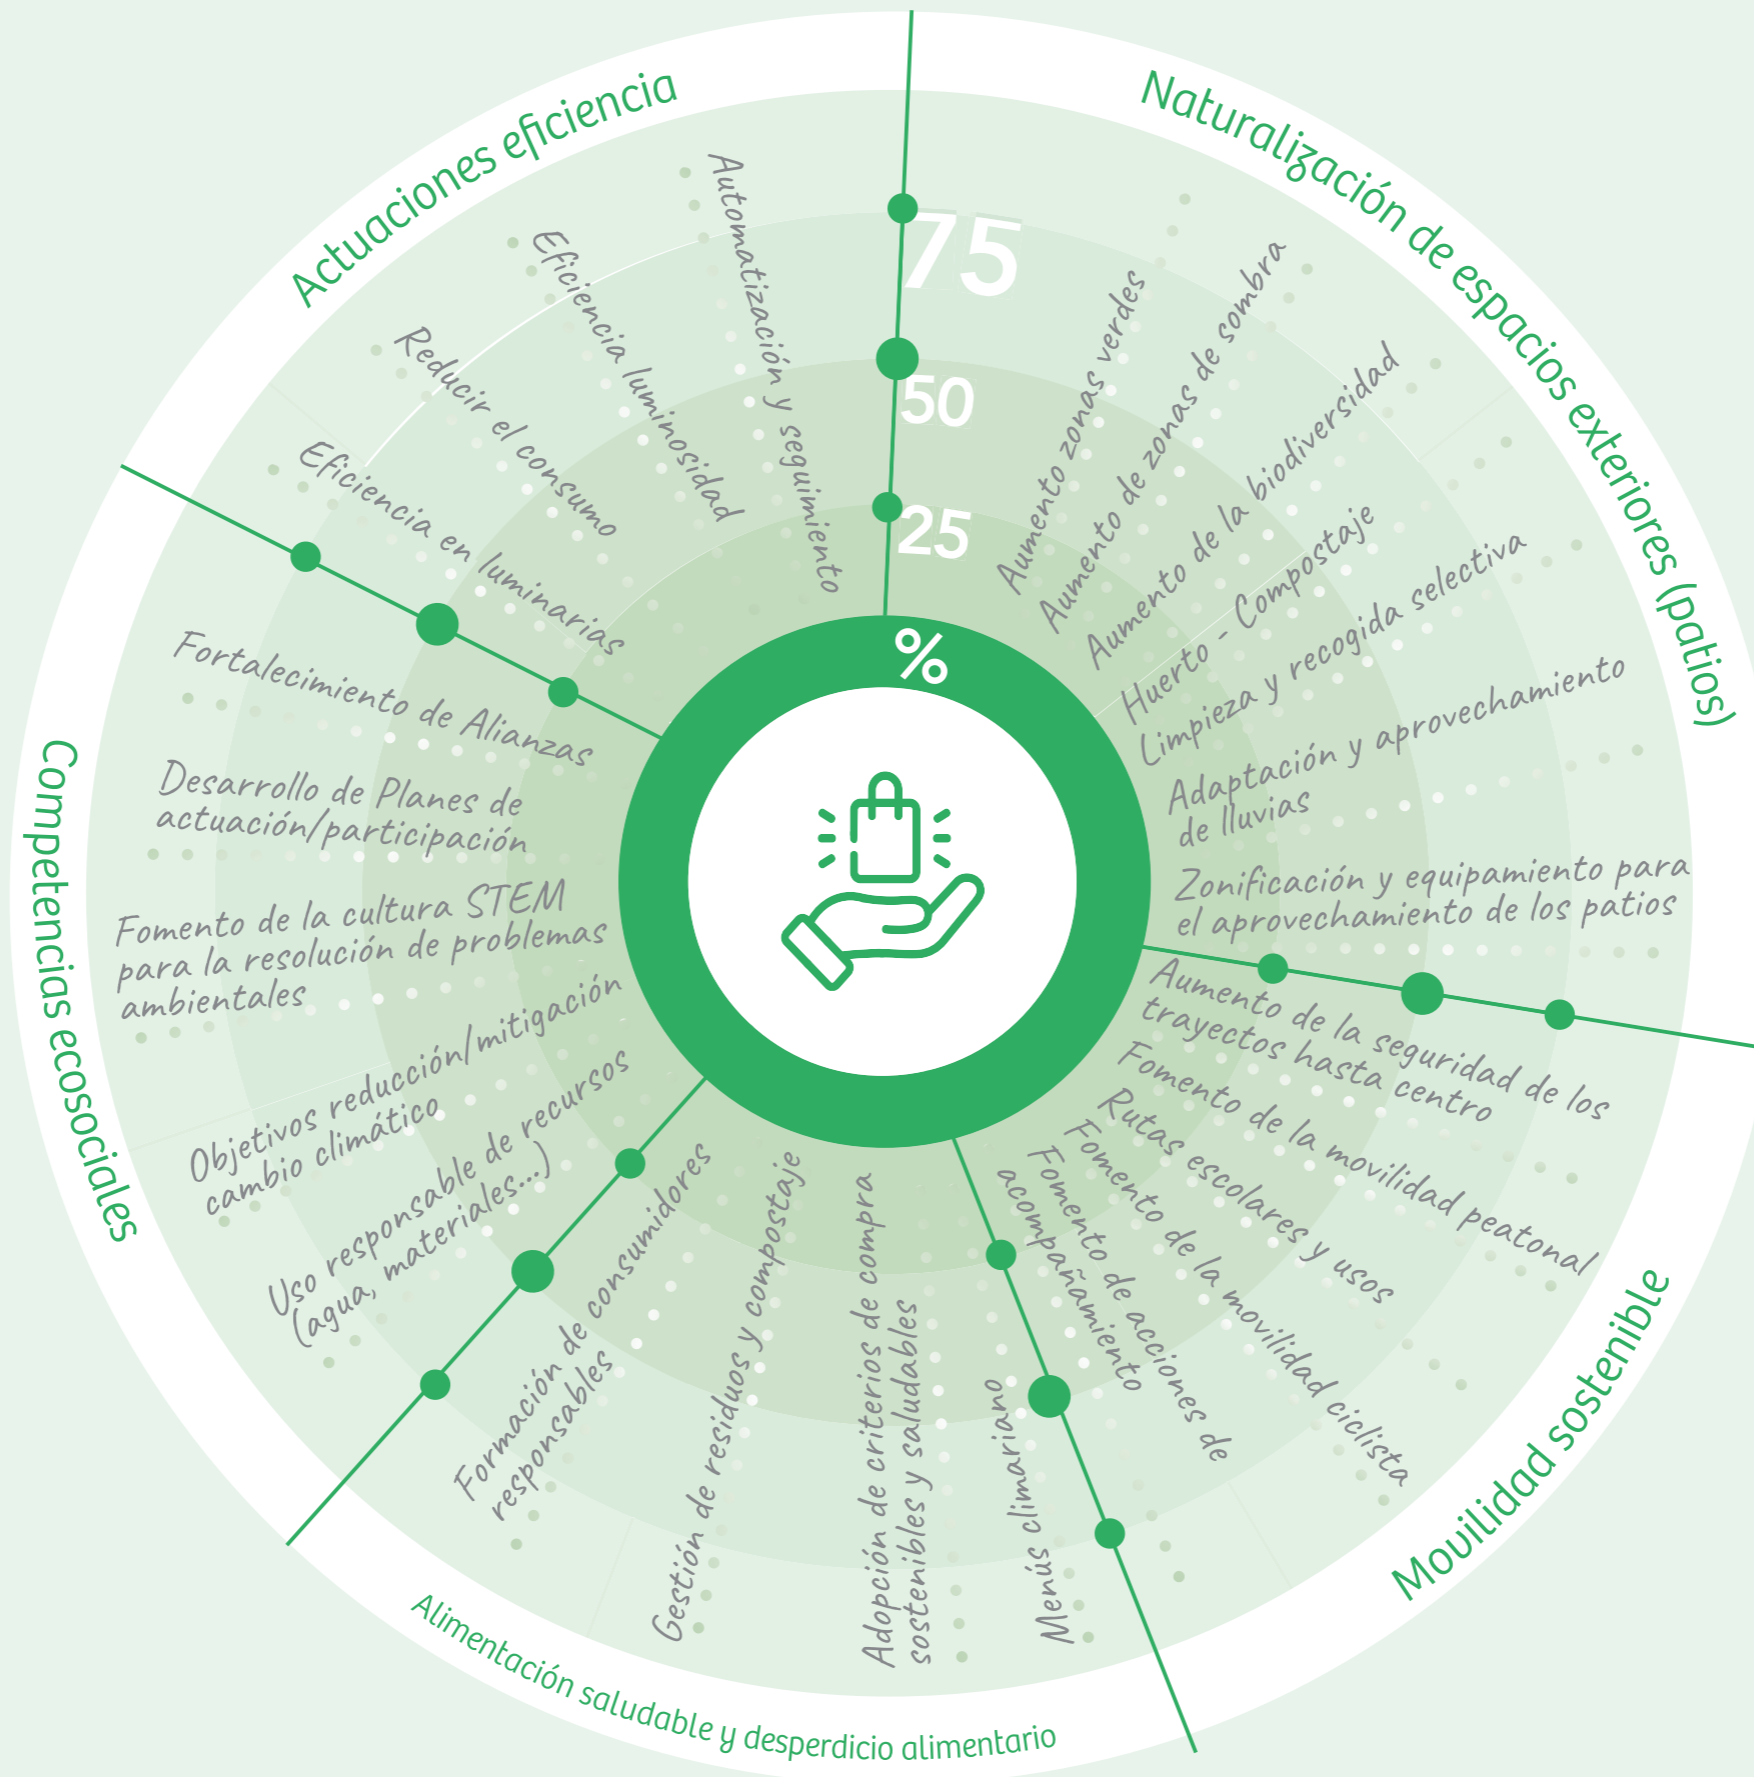 Actuaciones eficiencia
Eficiencia en luminarias
Reducir el consumo
Eficiencia luminosidad
Automatización y seguimiento
Naturalización de espacios exteriores (patios)
Aumento zonas verdes
Aumento de zonas de sombra
Aumento de la biodiversidad
Huerto - Compostaje
Limpieza y recogida selectiva
Adaptación y aprovechamiento
de lluvias
Zonificación y equipamiento para
el aprovechamiento de los patios
Movilidad sostenible
Aumento de la seguridad de los
trayectos hasta centro
Fomento de la movilidad peatonal
Rutas escolares y usos
Fomento de la movilidad ciclista
Fomento de acciones de
acompañamiento
Alimentación saludable y desperdicio alimentario
Menús climariano
Adopción de criterios de compra
sostenibles y saludables
Gestión de residuos y compostaje
Formación de consumidores
responsables
Competencias ecosociales
Uso responsable de recursos
(agua, materiales...)
Objetivos reducción/mitigación
cambio climático
Fomento de la cultura STEM
para la resolución de problemas
ambientales
Desarrollo de Planes de
actuación/participación
Fortalecimiento de Alianzas
75
50
25
%